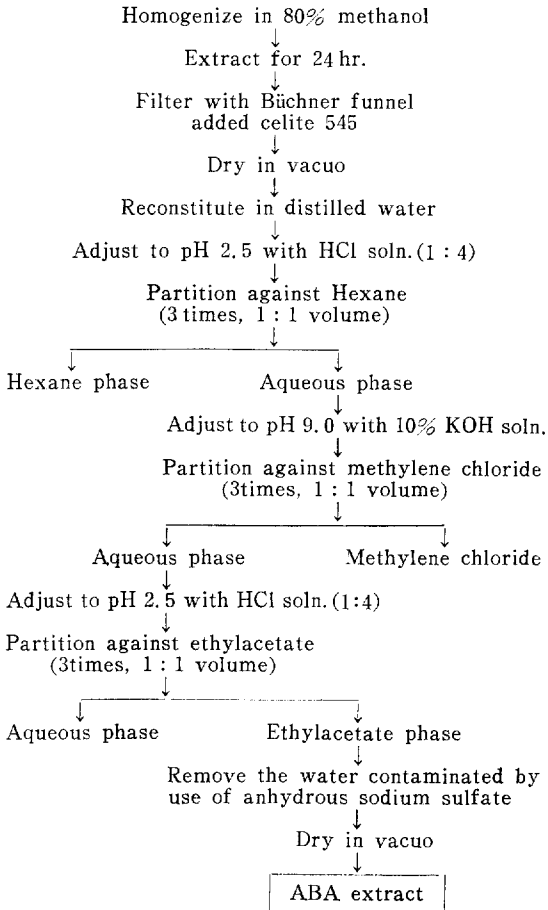 Homogenize in 80% methanol
Extract for 24 hr.
Filter with Büchner funnel
added celite 545
Dry in vacuo
Reconstitute in distilled water
Adjust to pH 2.5 with HCl soln. (1 : 4)
Partition against Hexane
(3 times, 1 : 1 volume)
Hexane phase Aqueous phase
Adjust to pH 9.0 with 10% KOH soln.
Partition against methylene chloride
(3times, 1 : 1 volume)
Aqueous phase Methylene chloride
Adjust to pH 2.5 with HCl soln. (1:4)
Partition against ethylacetate
(3times, 1 : 1 volume)
Aqueous phase Ethylacetate phase
Remove the water contaminated by
use of anhydrous sodium sulfate
Dry in vacuo
ABA extract